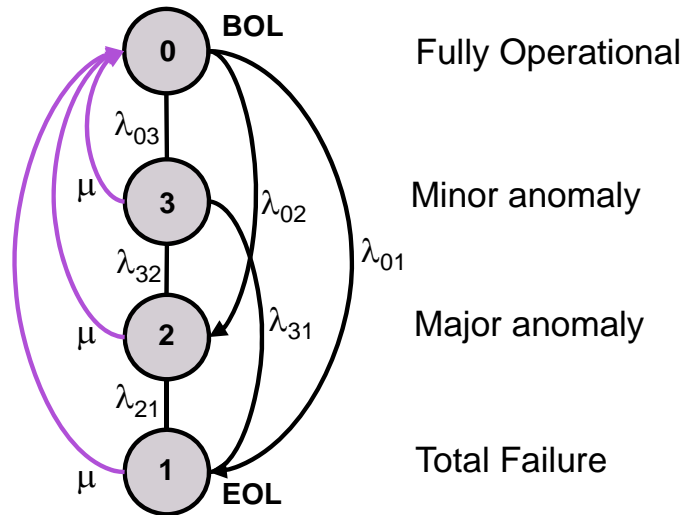 BOL
0
Fully Operational
λ03
3
Minor anomaly
μ
λ02
λ32
λ01
λ31
2
Major anomaly
μ
λ21
1
Total Failure
μ
EOL